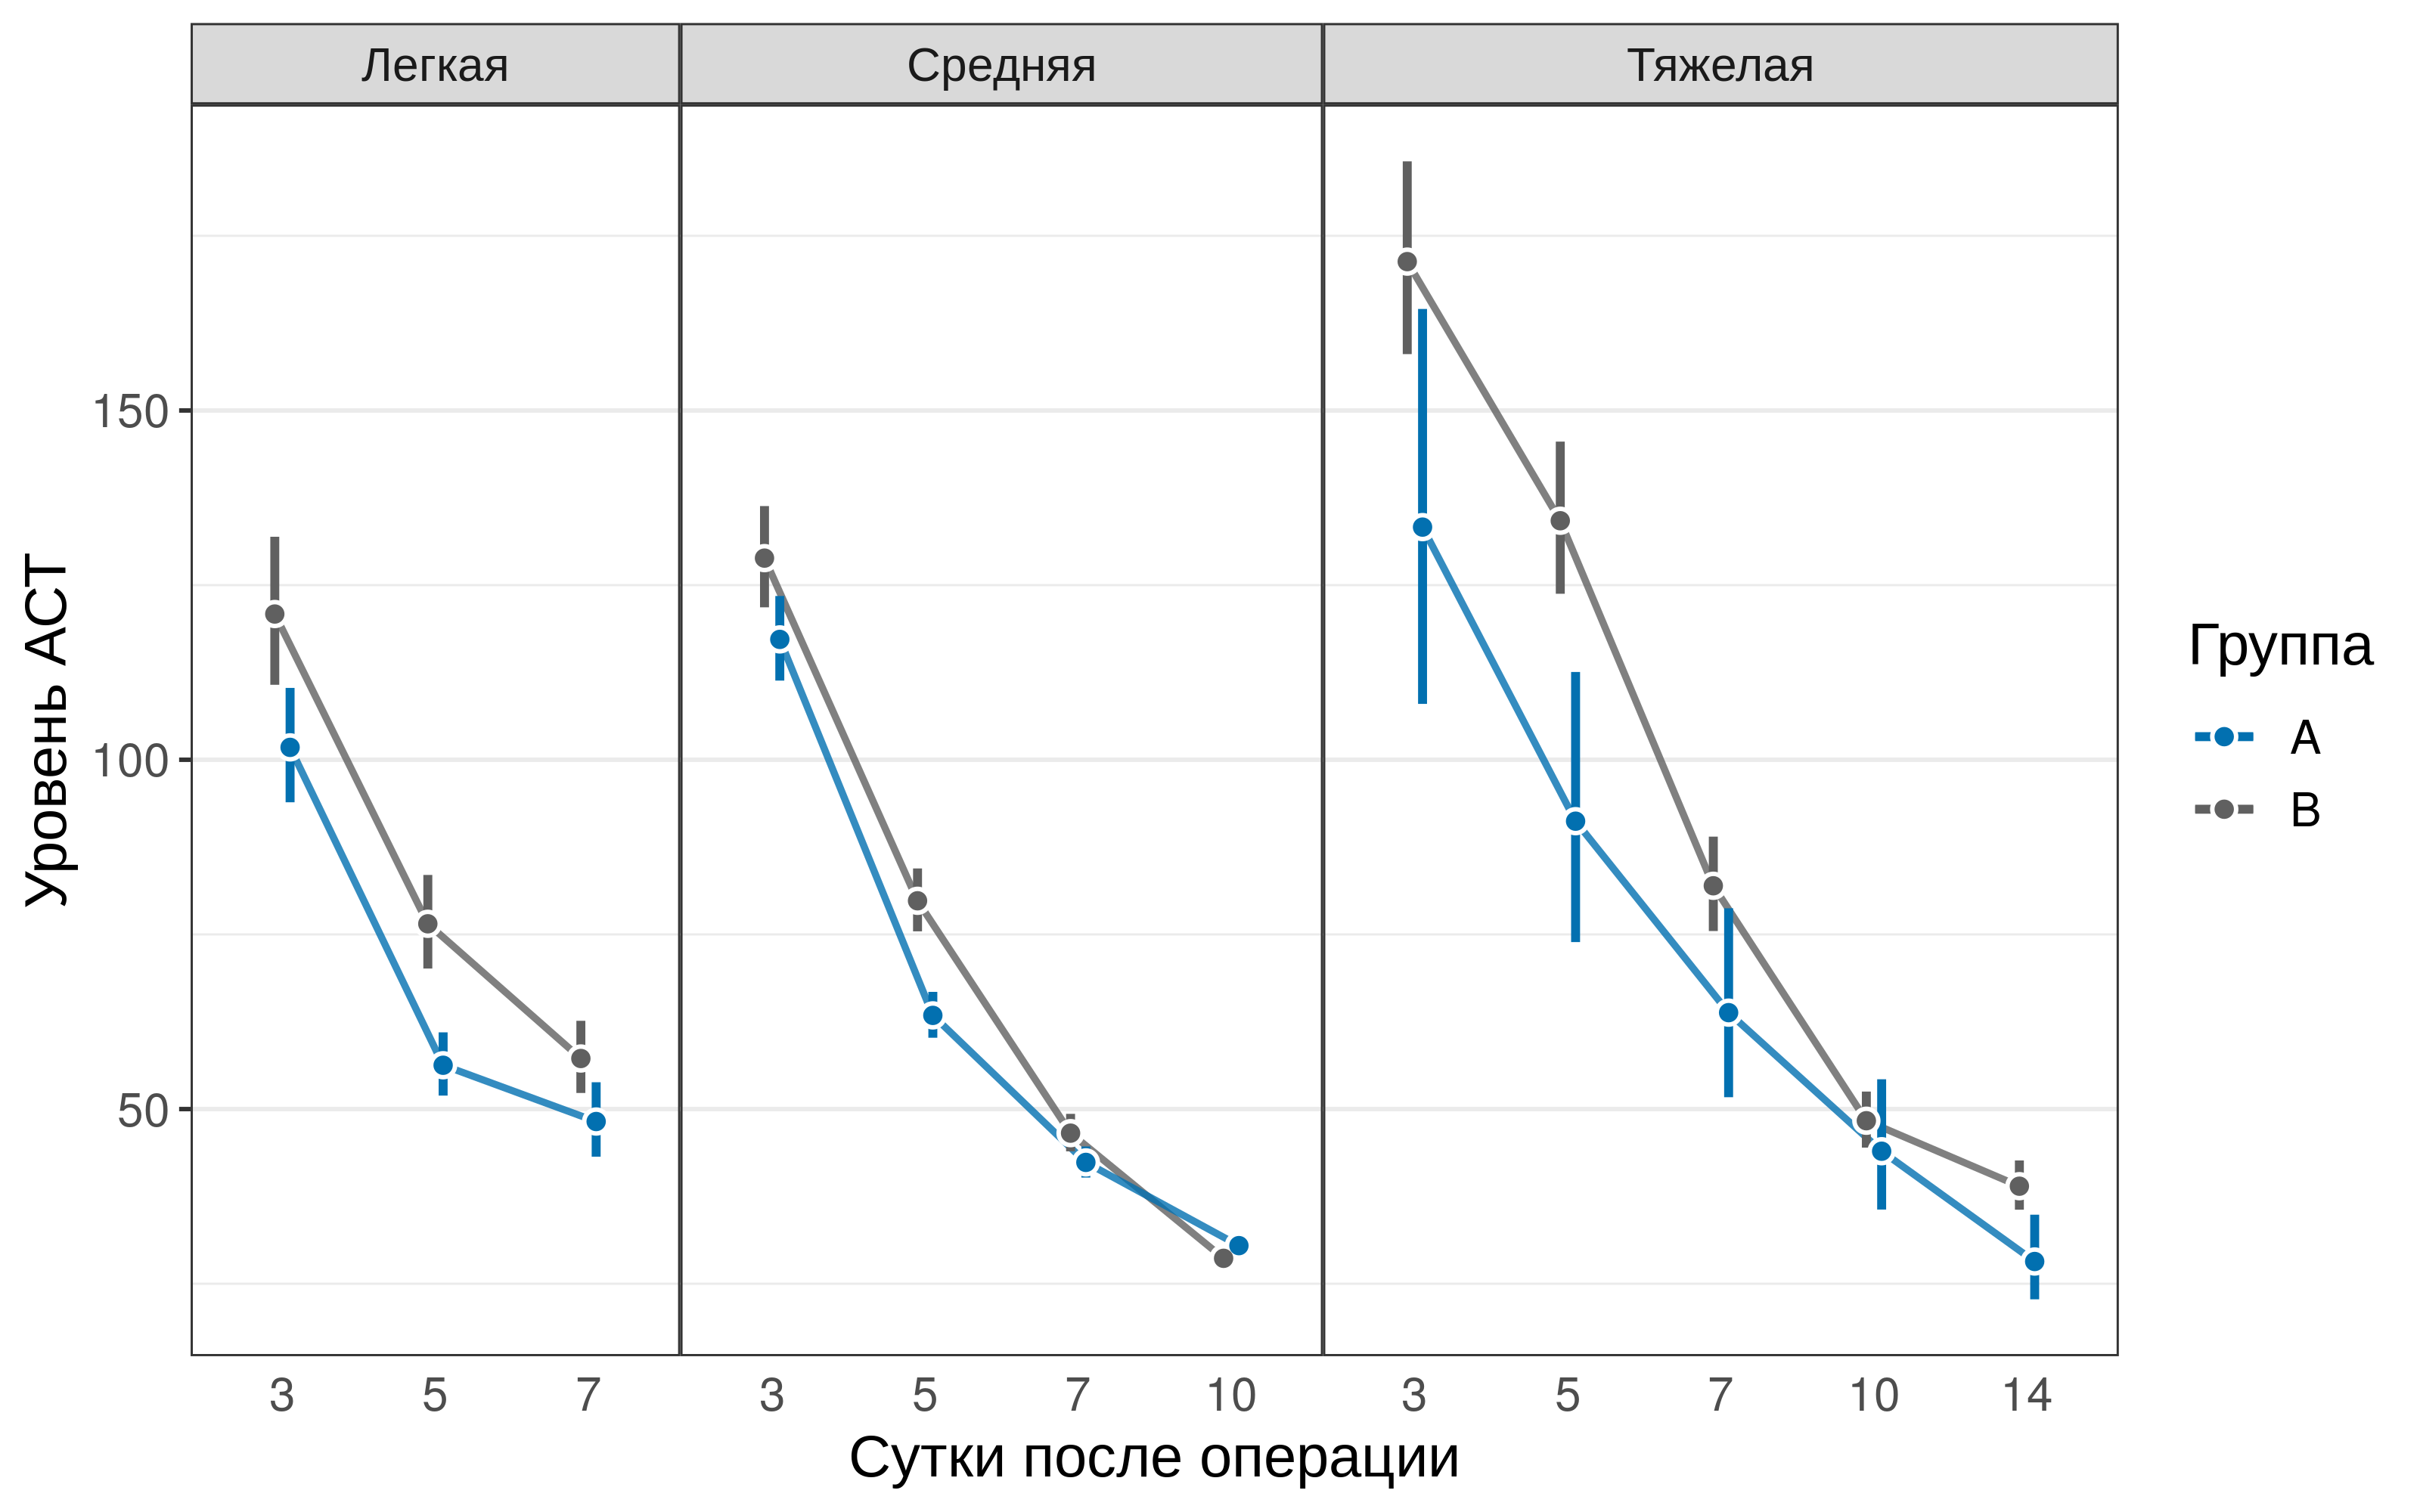 Легкая
Средняя
Тяжелая
Уровень АСТ
150
100
50
3 5 7
3 5 7 10
3 5 7 10 14
Сутки после операции
Группа
A
B